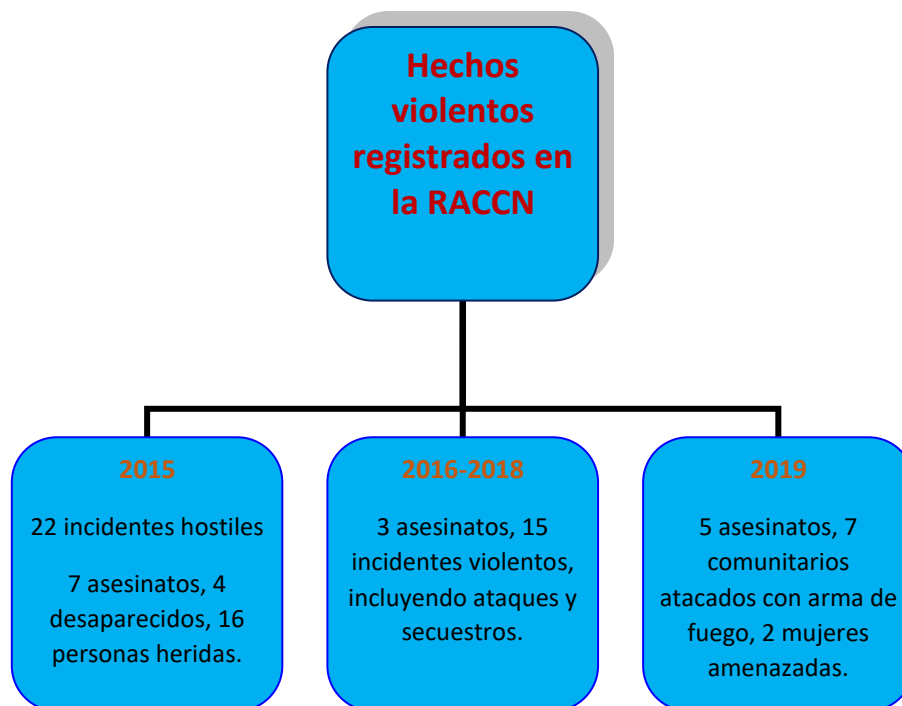 Hechos
violentos
registrados en
la RACCN
2015
22 incidentes hostiles
7 asesinatos, 4
desaparecidos, 16
personas heridas.
2016-2018
3 asesinatos, 15
incidentes violentos,
incluyendo ataques y
secuestros.
2019
5 asesinatos, 7
comunitarios
atacados con arma de
fuego, 2 mujeres
amenazadas.